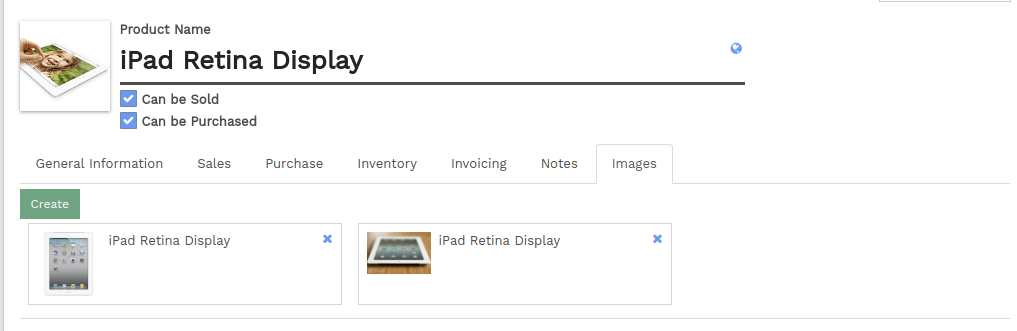 Product Name
iPad Retina Display
Can be Sold
Can be Purchased
General Information Sales Purchase Inventory Invoicing Notes Images
Create
iPad Retina Display iPad Retina Display